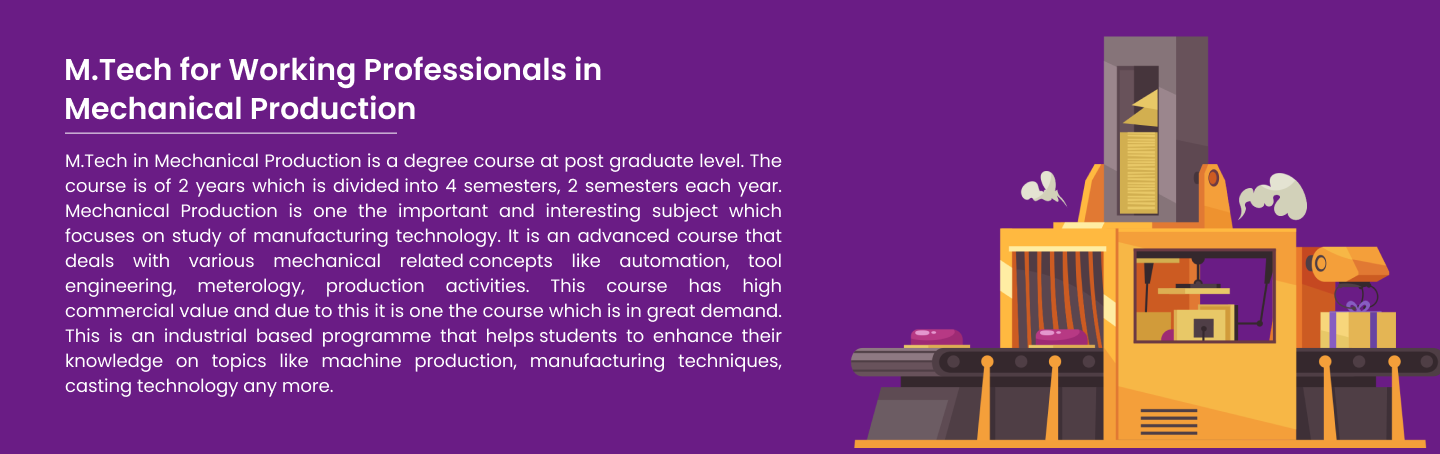 M.Tech for Working Professionals in
Mechanical Production
M.Tech in Mechanical Production is a degree course at post graduate level. The
course is of 2 years which is divided into 4 semesters, 2 semesters each year.
Mechanical Production is one the important and interesting subject which
focuses on study of manufacturing technology. It is an advanced course that
deals with various mechanical related concepts like automation, tool
engineering, meterology, production activities. This course has high
commercial value and due to this it is one the course which is in great demand.
This is an industrial based programme that helps students to enhance their
knowledge on topics like machine production, manufacturing techniques,
casting technology any more.